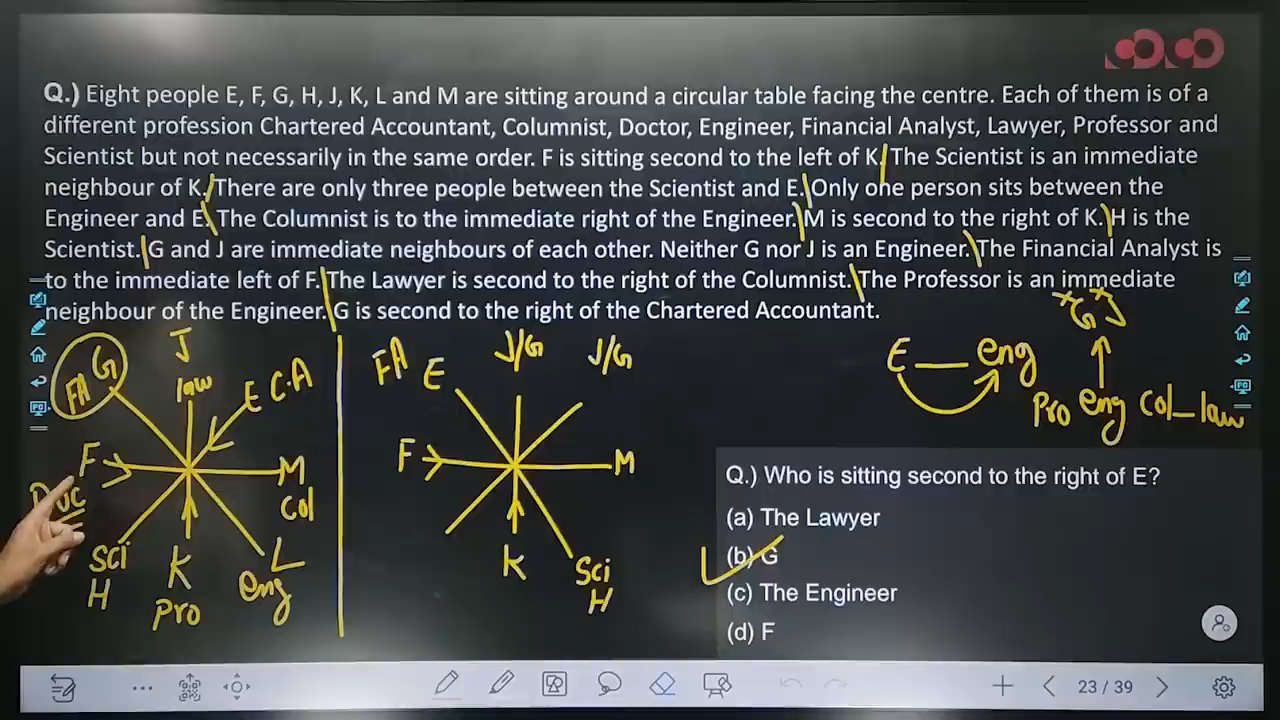 Q.) Eight people E, F, G, H, J, K, L and M are sitting around a circular table facing the centre. Each of them is of a
different profession Chartered Accountant, Columnist, Doctor, Engineer, Financial Analyst, Lawyer, Professor and
Scientist but not necessarily in the same order. F is sitting second to the left of K. The Scientist is an immediate
neighbour of K. There are only three people between the Scientist and E. Only one person sits between the
Engineer and E. The Columnist is to the immediate right of the Engineer. M is second to the right of K. H is the
Scientist. G and J are immediate neighbours of each other. Neither G nor J is an Engineer. The Financial Analyst is
to the immediate left of F. The Lawyer is second to the right of the Columnist. The Professor is an immediate
neighbour of the Engineer. G is second to the right of the Chartered Accountant.
G
FA
J
law
E C.A
F
Doc
M
Col
Sci
H
K
Pro
L
eng
FA E
J/G
J/G
F
M
K
Sci
H
E — eng
G J
Pro eng Col_law
Q.) Who is sitting second to the right of E?
(a) The Lawyer
(b) G
(c) The Engineer
(d) F
PC
PC
23 / 39